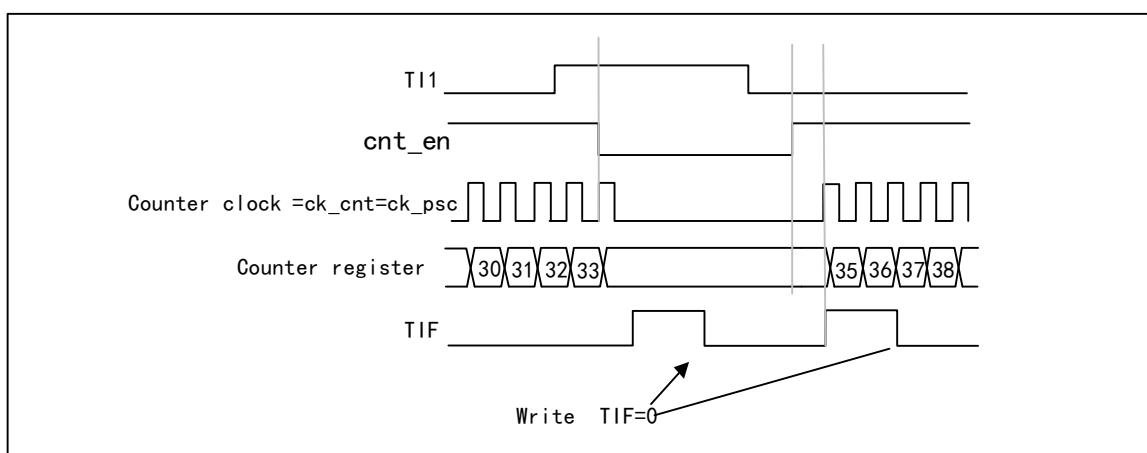 TI1
cnt_en
Counter clock =ck_cnt=ck_psc
Counter register 30 31 32 33 35 36 37 38
TIF
Write TIF=0